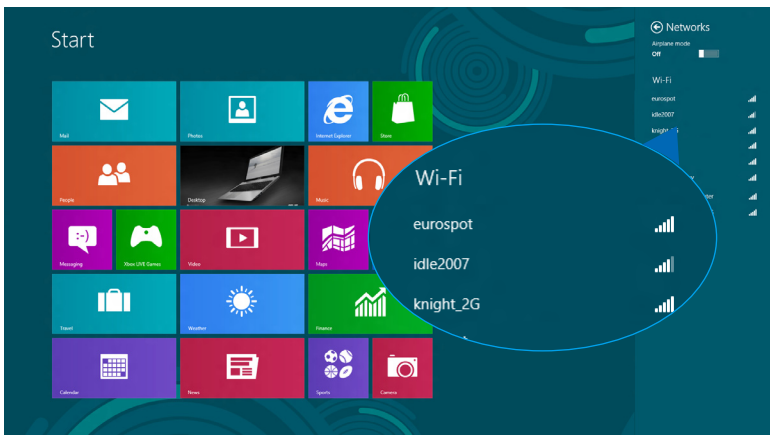 Start
Mail
Photos
Internet Explorer
Store
People
Desktop
Music
Messaging
Xbox LIVE Games
Video
Maps
Travel
Weather
Finance
Calendar
News
Sports
Camera
Networks
Airplane mode
Off
Wi-Fi
eurospot
idle2007
Wi-Fi
eurospot
idle2007
knight_2G